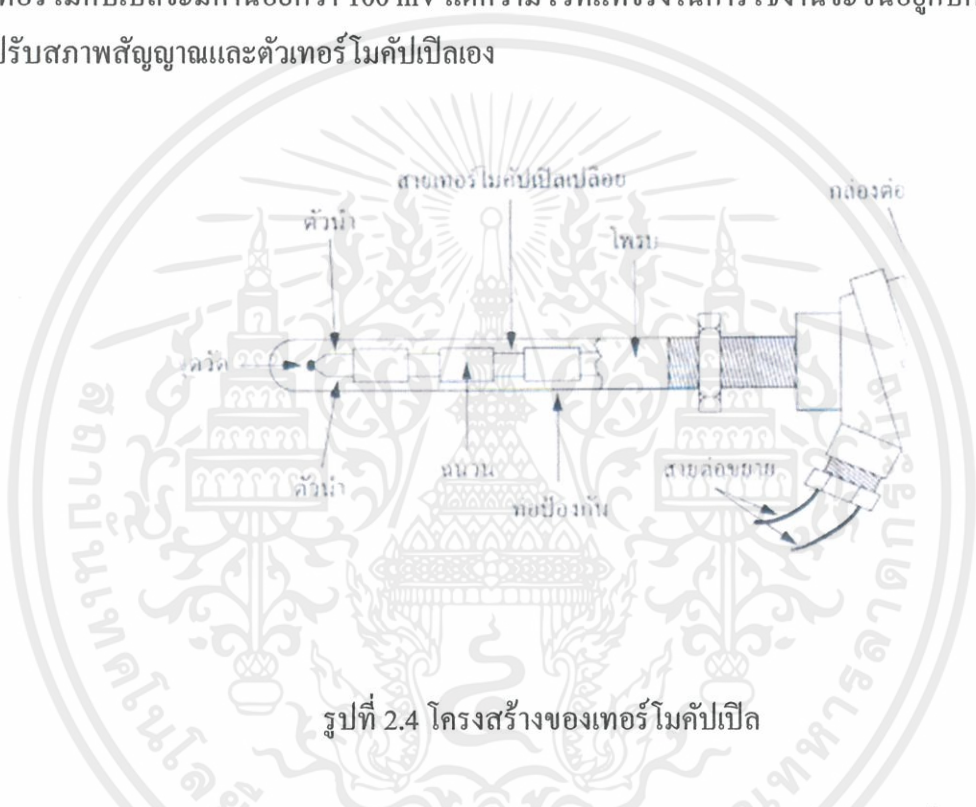 100 mV
ปรับสภาพสัญญาณและตัวเทอร์โมคัปเปิลเอง
สายเทอร์โมคัปเปิลเปลือย
กล่องต่อ
ตัวนำ
โพรบ
ฉนวน
สายต่อขยาย
ตัวนำ
ท่อป้องกัน
รูปที่ 2.4 โครงสร้างของเทอร์โมคัปเปิล